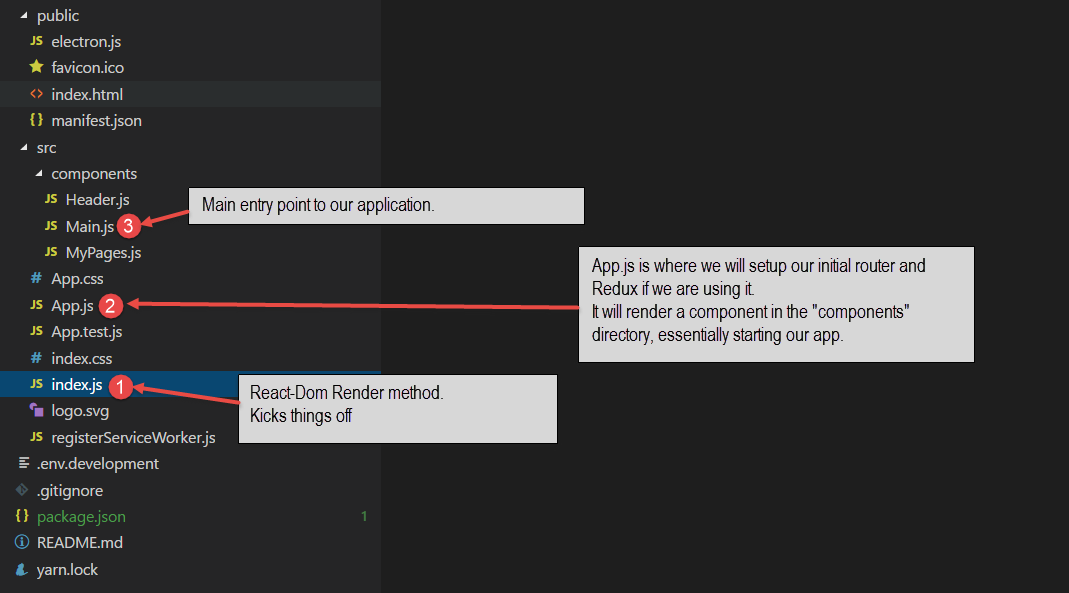 public
JS electron.js
favicon.ico
<> index.html
{ } manifest.json
src
components
JS Header.js
JS Main.js 3
Main entry point to our application.
JS MyPages.js
# App.css
JS App.js 2
App.js is where we will setup our initial router and
Redux if we are using it.
It will render a component in the "components"
directory, essentially starting our app.
JS App.test.js
# index.css
JS index.js 1
React-Dom Render method.
Kicks things off
logo.svg
JS registerServiceWorker.js
.env.development
.gitignore
{ } package.json 1
README.md
yarn.lock